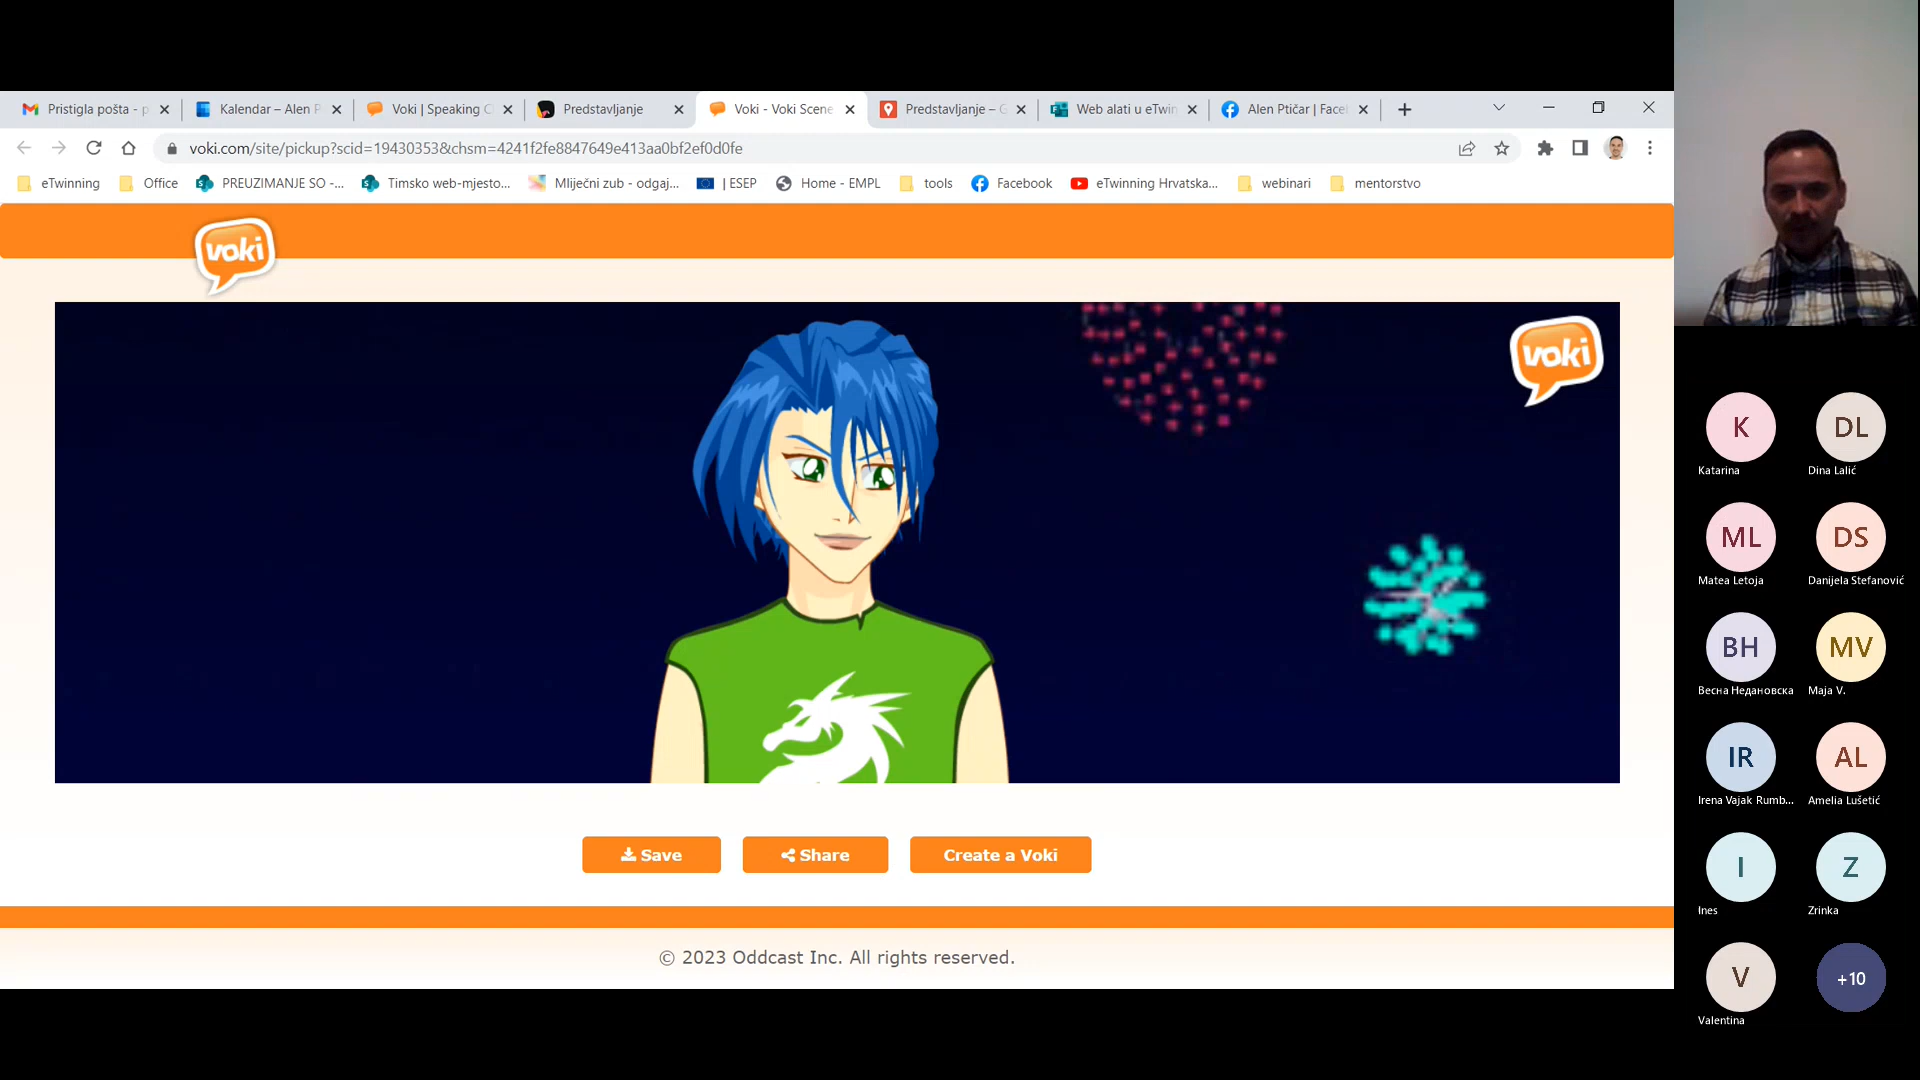 Pristigla pošta - p
Kalendar – Alen P
Voki | Speaking C
Predstavljanje
Voki - Voki Scene
Predstavljanje – G
Web alati u eTwin
Alen Ptičar | Face
voki.com/site/pickup?scid=19430353&chsm=4241f2fe8847649e413aa0bf2ef0d0fe
eTwinning
Office
PREUZIMANJE SO -...
Timsko web-mjesto...
Mliječni zub - odgaj...
| ESEP
Home - EMPL
tools
Facebook
eTwinning Hrvatska...
webinari
mentorstvo
voki
voki
Save
Share
Create a Voki
© 2023 Oddcast Inc. All rights reserved.
K
DL
Katarina
Dina Lalić
ML
DS
Matea Letoja
Danijela Stefanović
BH
MV
Весна Недановска
Maja V.
IR
AL
Irena Vajak Rumb...
Amelia Lušetić
I
Z
Ines
Zrinka
V
+10
Valentina